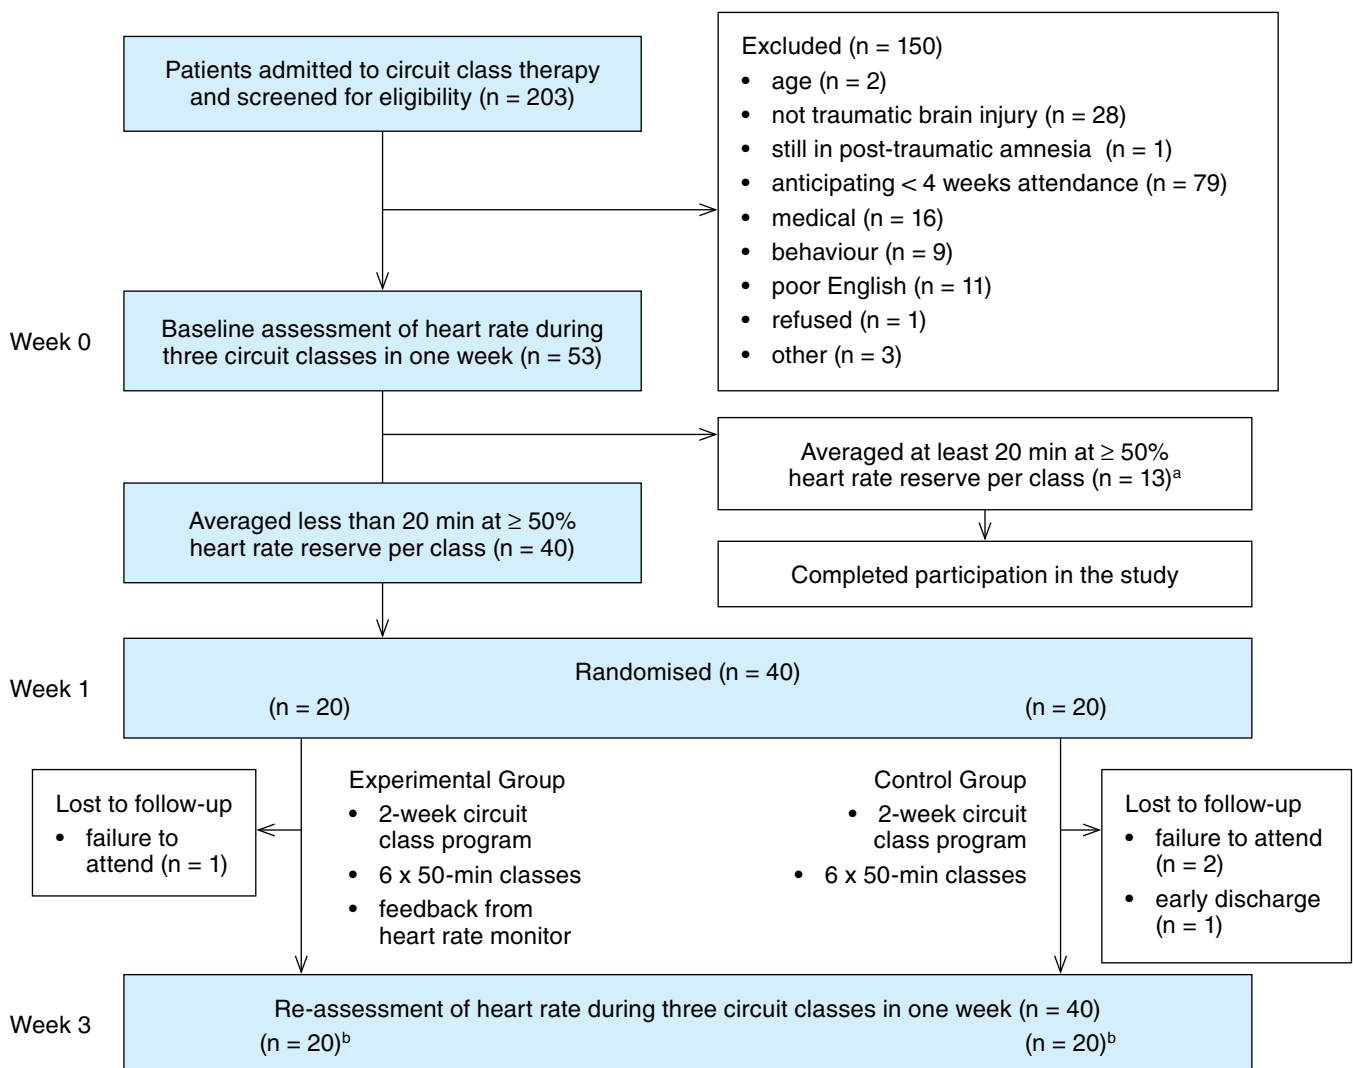 Patients admitted to circuit class therapy
and screened for eligibility (n = 203)
Excluded (n = 150)
• age (n = 2)
• not traumatic brain injury (n = 28)
• still in post-traumatic amnesia (n = 1)
• anticipating < 4 weeks attendance (n = 79)
• medical (n = 16)
• behaviour (n = 9)
• poor English (n = 11)
• refused (n = 1)
• other (n = 3)
Week 0
Baseline assessment of heart rate during
three circuit classes in one week (n = 53)
Averaged at least 20 min at ≥ 50%
heart rate reserve per class (n = 13)ᵃ
Averaged less than 20 min at ≥ 50%
heart rate reserve per class (n = 40)
Completed participation in the study
Week 1
Randomised (n = 40)
(n = 20)
(n = 20)
Lost to follow-up
• failure to
attend (n = 1)
Experimental Group
• 2-week circuit
class program
• 6 x 50-min classes
• feedback from
heart rate monitor
Control Group
• 2-week circuit
class program
• 6 x 50-min classes
Lost to follow-up
• failure to attend
(n = 2)
• early discharge
(n = 1)
Week 3
Re-assessment of heart rate during three circuit classes in one week (n = 40)
(n = 20)ᵇ
(n = 20)ᵇ